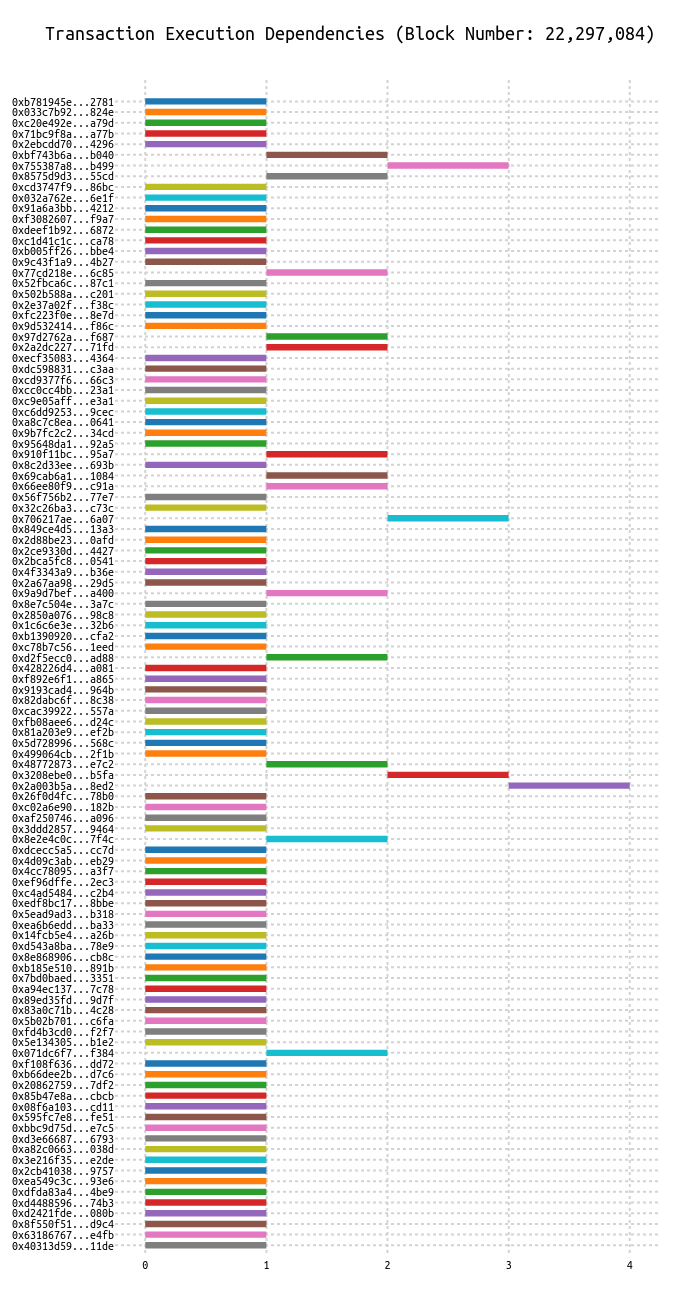 Transaction Execution Dependencies (Block Number: 22,297,084)
0xb781945e...2781
0x033c7b92...824e
0xc20e492c...a79d
0x71bc9f8a...a77b
0x2ebcdd70...4296
0xbf743b6a...b040
0x755387a8...b499
0x8575d9d3...55cd
0xcd3747f9...86bc
0x032a762e...6e1f
0x91a6a3bb...4212
0xf3082607...f9a7
0xdeef1b92...6872
0xc1d41c1c...ca78
0xb005ff26...bbe4
0x9c43f1a9...4b27
0x77cd218e...6c85
0x52fbca6c...87c1
0x502b588a...c201
0x2e37a02f...f38c
0xfc223f0e...8e7d
0x9d532414...f86c
0x97d2762a...f687
0x2a2dc227...71fd
0xecf35083...4364
0xdc598831...c3aa
0xcd9377f6...66c3
0xcc0cc4bb...23a1
0xc9e05aff...e3a1
0xc6dd9253...9cec
0xa8c7c8ea...0641
0x9b7fc2c2...34cd
0x95648da1...92a5
0x910f11bc...95a7
0x8c2d33ee...693b
0x69cab6a1...1084
0x66ee80f9...c91a
0x56f756b2...77e7
0x32c26ba3...c73c
0x706217ae...6a07
0x849ce4d5...13a3
0x2d88be23...0afd
0x2ce9330d...4427
0x2bca5fc8...0541
0x4f3343a9...b36e
0x2a67aa98...29d5
0x9a9d7bef...a400
0x8e7c504e...3a7c
0x2850a076...98c8
0x1c6c6e3e...32b6
0xb1390920...cfa2
0xc78b7c56...1eed
0xd2f5ecc0...ad88
0x428226d4...a081
0xf892e6f1...a865
0x9193cad4...964b
0x82dabc6f...8c38
0xcac39922...557a
0xfb08aee6...d24c
0x81a203e9...ef2b
0x5d728996...568c
0x499064cb...2f1b
0x48772873...e7c2
0x3208ebe0...b5fa
0x2a003b5a...8ed2
0x26f0d4fc...78b0
0xc02a6e90...182b
0xaf250746...a096
0x3ddd2857...9464
0x8e2e4c0c...7f4c
0xdcecc5a5...cc7d
0x4d09c3ab...eb29
0x4cc78095...a3f7
0xef96dffe...2ec3
0xc4ad5484...c2b4
0xedf8bc17...8bbe
0x5ead9ad3...b318
0xea6b6edd...ba33
0x14fcb5e4...a26b
0xd543a8ba...78e9
0x8e868906...cb8c
0xb185e510...891b
0x7bd0baed...3351
0xa94ec137...7c78
0x89ed35fd...9d7f
0x83a0c71b...4c28
0x5b02b701...c6fa
0xfd4b3cd0...f2f7
0x5e134305...b1e2
0x071dc6f7...f384
0xf108f636...dd72
0xb66dee2b...d7c6
0x20862759...7df2
0x85b47e8a...cbcb
0x08f6a103...cd11
0x595fc7e8...fe51
0xbbc9d75d...e7c5
0xd3e66687...6793
0xa82c0663...038d
0x3e216f35...e2de
0x2cb41038...9757
0xea549c3c...93e6
0xdfda83a4...4be9
0xd4488596...74b3
0xd2421fde...080b
0x8f550f51...d9c4
0x63186767...e4fb
0x40313d59...11de
0 1 2 3 4